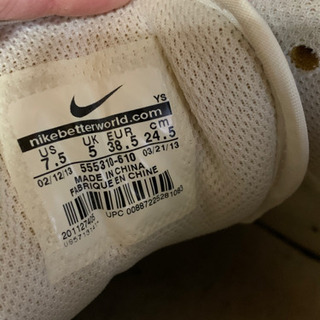 YS
nikebetterworld.com
US UK EUR cm
7.5 5 38.5 24.5
02/12/13 555310-610 03/21/13
MADE IN CHINA
FABRIQUE EN CHINE
UPC